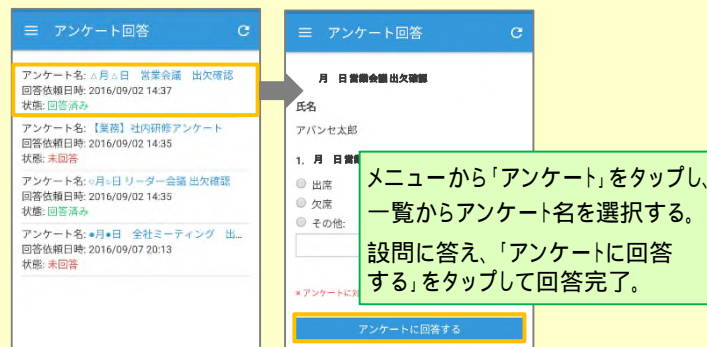 アンケート回答
アンケート名: △月△日 営業会議 出欠確認
回答依頼日時: 2016/09/02 14:37
状態: 回答済み
アンケート名: 【業務】社内研修アンケート
回答依頼日時: 2016/09/02 14:35
状態: 未回答
アンケート名: ○月○日 リーダー会議 出欠確認
回答依頼日時: 2016/09/02 14:35
状態: 回答済み
アンケート名: ●月●日 全社ミーティング 出...
回答依頼日時: 2016/09/07 20:13
状態: 未回答
アンケート回答
月 日 営業会議 出欠確認
氏名
アバンセ太郎
1. 月 日 営業
出席
欠席
その他:
* アンケートに対
アンケートに回答する
メニューから「アンケート」をタップし、
一覧からアンケート名を選択する。
設問に答え、「アンケートに回答
する」をタップして回答完了。